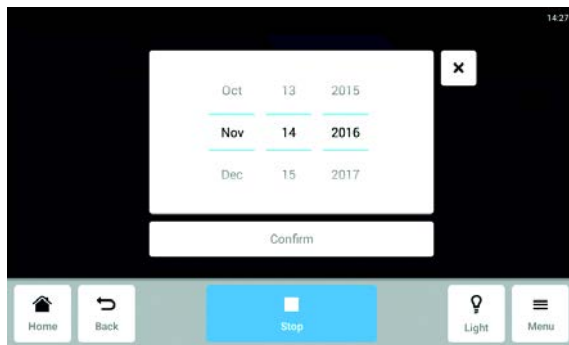 14:27
Oct 13 2015
Nov 14 2016
Dec 15 2017
Confirm
Home Back Stop Light Menu